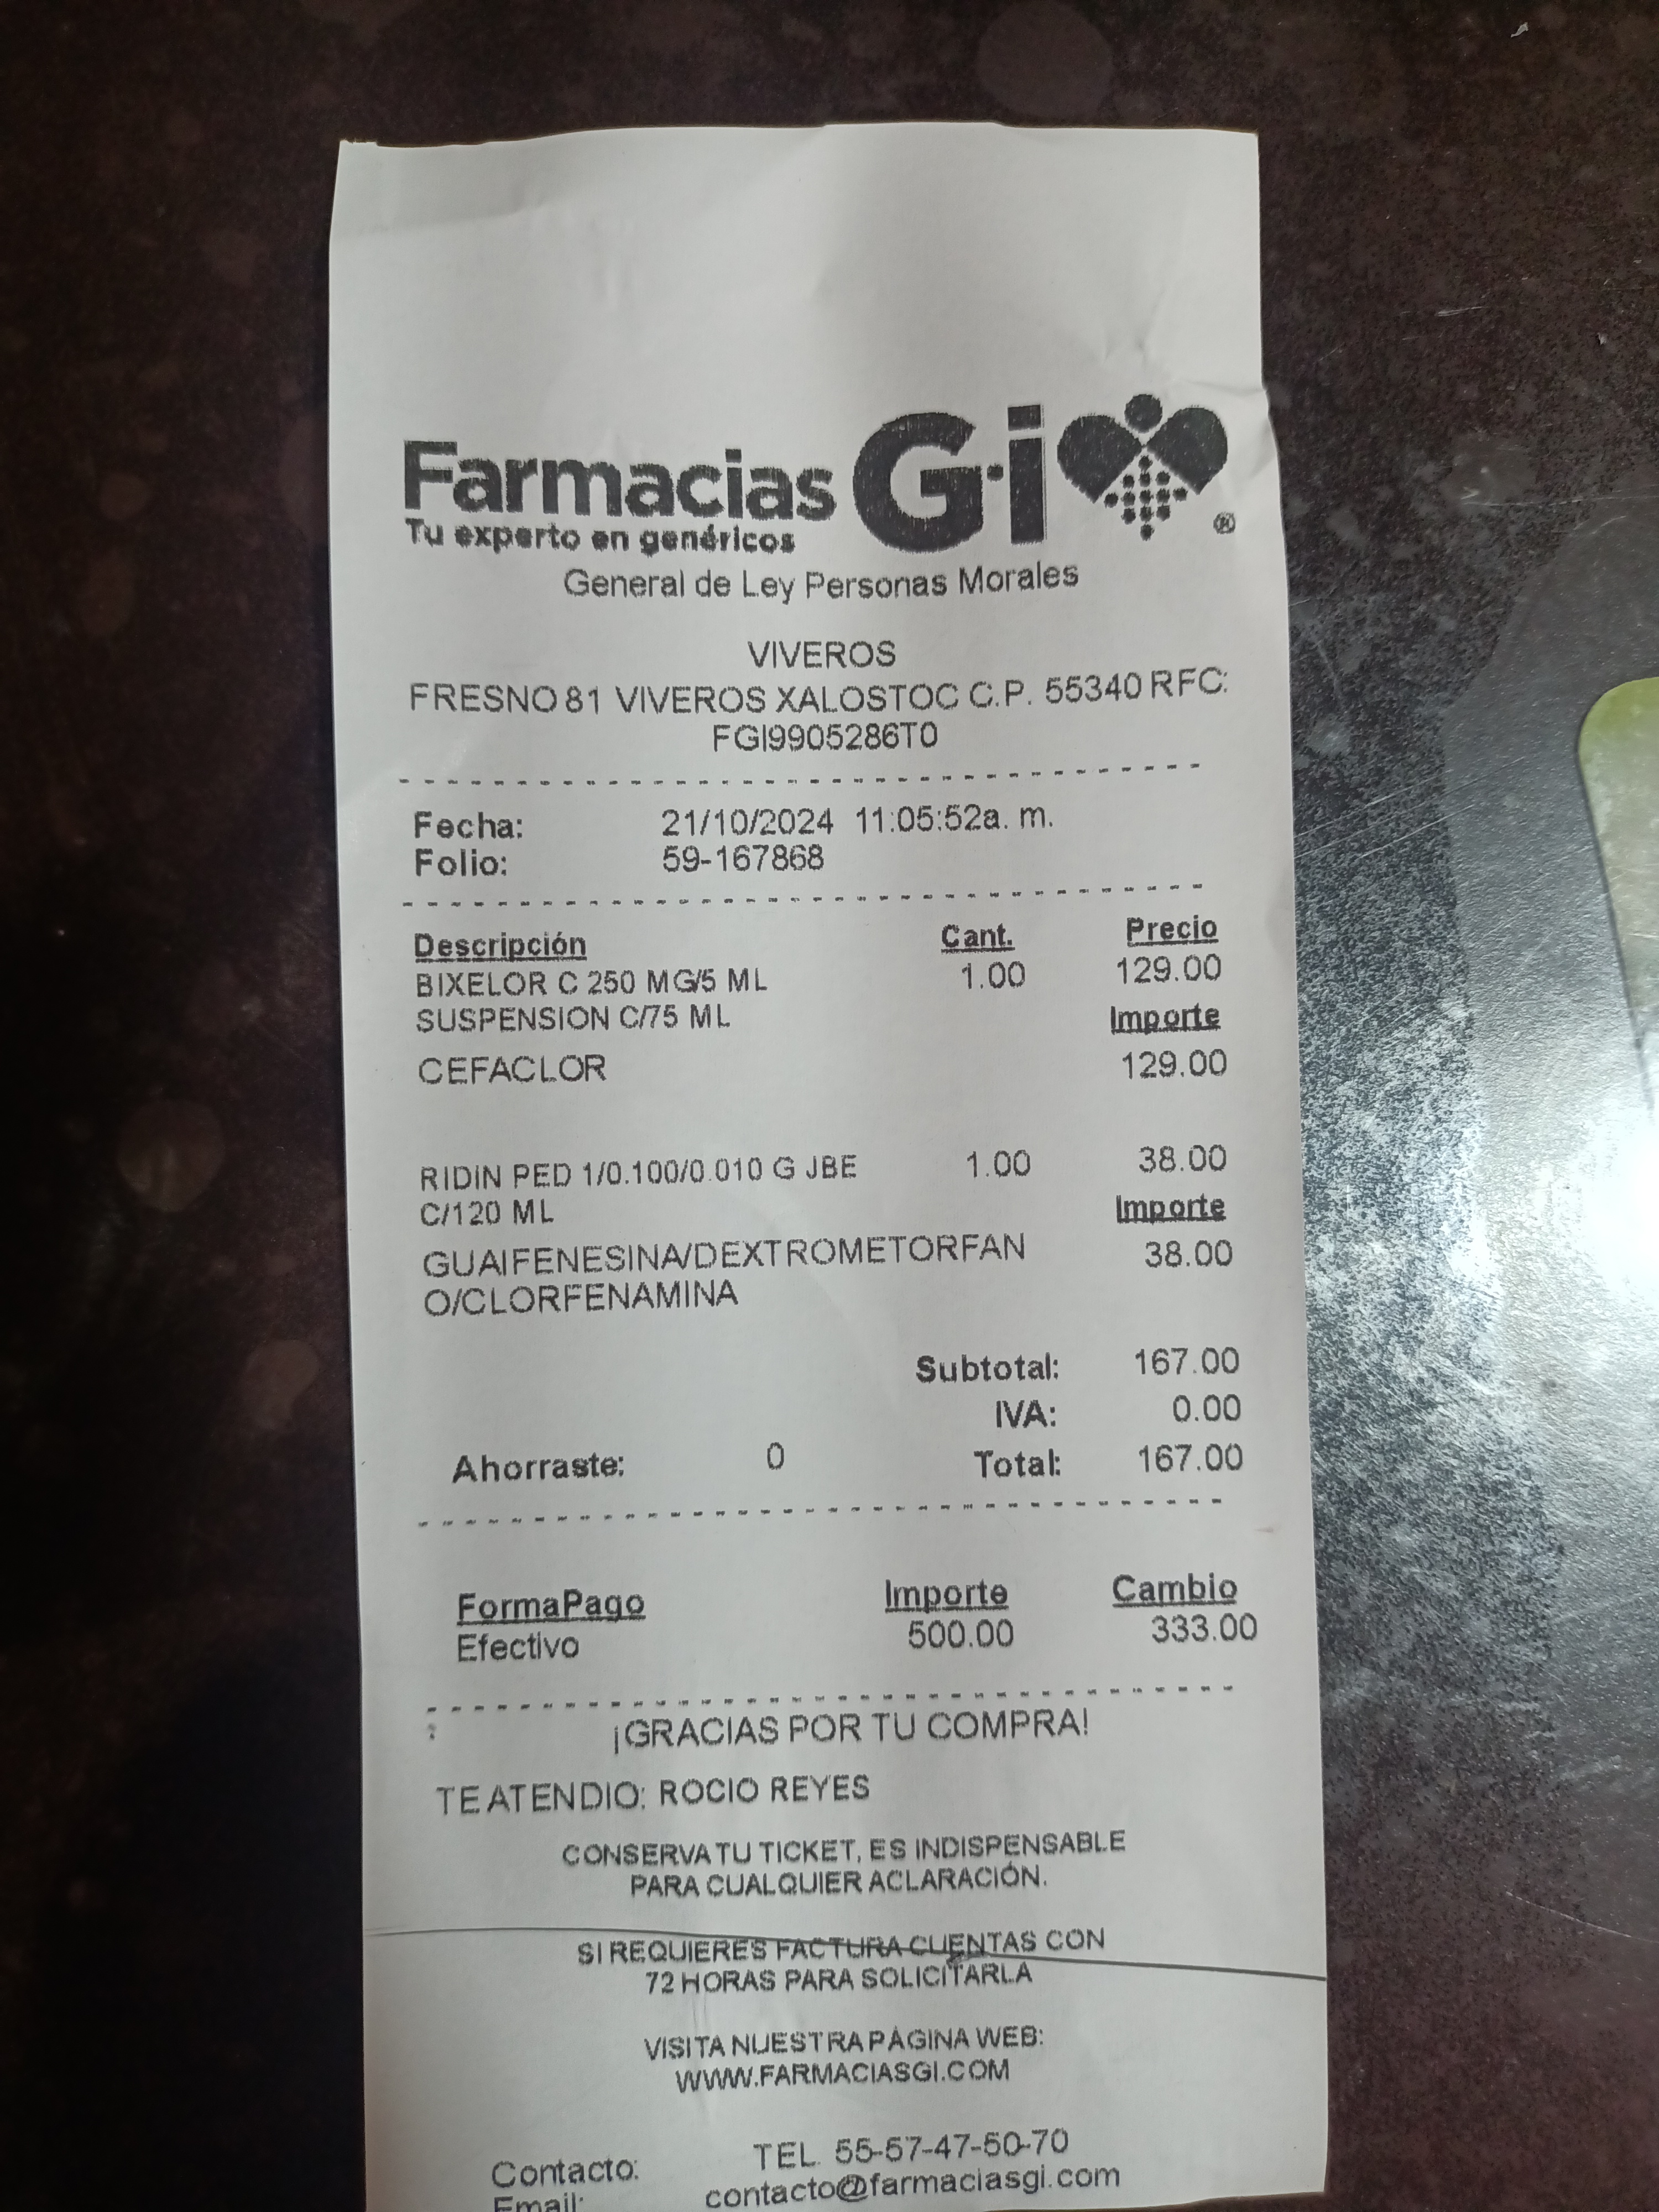 Farmacias G·i ®
Tu experto en genéricos
General de Ley Personas Morales
VIVEROS
FRESNO 81 VIVEROS XALOSTOC C.P. 55340 RFC:
FGI9905286T0
Fecha: 21/10/2024 11:05:52a. m.
Folio: 59-167868
Descripción Cant. Precio
BIXELOR C 250 MG/5 ML 1.00 129.00
SUSPENSION C/75 ML Importe
CEFACLOR 129.00
RIDIN PED 1/0.100/0.010 G JBE 1.00 38.00
C/120 ML Importe
GUAIFENESINA/DEXTROMETORFAN 38.00
O/CLORFENAMINA
Subtotal: 167.00
IVA: 0.00
Ahorraste: 0 Total: 167.00
FormaPago Importe Cambio
Efectivo 500.00 333.00
¡GRACIAS POR TU COMPRA!
TE ATENDIO: ROCIO REYES
CONSERVA TU TICKET, ES INDISPENSABLE
PARA CUALQUIER ACLARACIÓN.
SI REQUIERES FACTURA CUENTAS CON
72 HORAS PARA SOLICITARLA
VISITA NUESTRA PÁGINA WEB:
WWW.FARMACIASGI.COM
Contacto: TEL. 55-57-47-50-70
Email: contacto@farmaciasgi.com